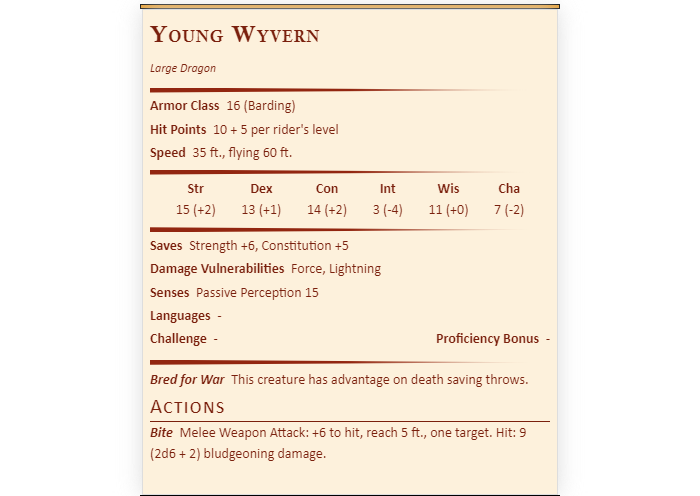 Young Wyvern
Large Dragon
Armor Class 16 (Barding)
Hit Points 10 + 5 per rider's level
Speed 35 ft., flying 60 ft.
Str Dex Con Int Wis Cha
15 (+2) 13 (+1) 14 (+2) 3 (-4) 11 (+0) 7 (-2)
Saves Strength +6, Constitution +5
Damage Vulnerabilities Force, Lightning
Senses Passive Perception 15
Languages -
Challenge - Proficiency Bonus -
Bred for War This creature has advantage on death saving throws.
Actions
Bite Melee Weapon Attack: +6 to hit, reach 5 ft., one target. Hit: 9
(2d6 + 2) bludgeoning damage.